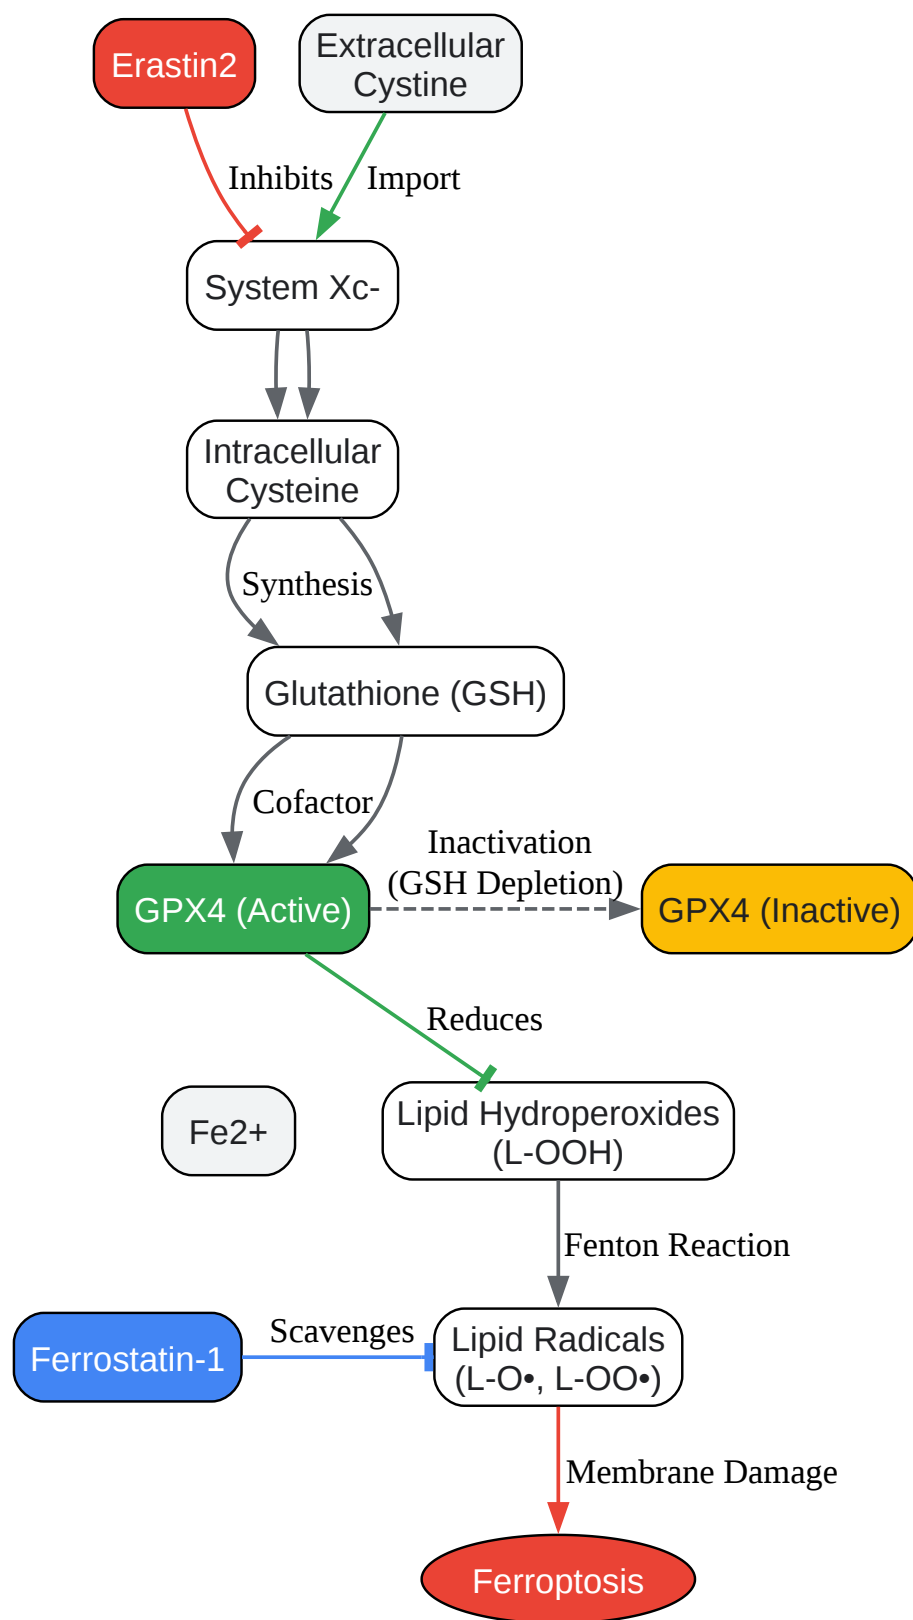 Erastin2
Extracellular
Cystine
Inhibits
Import
System Xc-
Intracellular
Cysteine
Synthesis
Glutathione (GSH)
Cofactor
Inactivation
(GSH Depletion)
GPX4 (Active)
GPX4 (Inactive)
Reduces
Fe2+
Lipid Hydroperoxides
(L-OOH)
Fenton Reaction
Ferrostatin-1
Scavenges
Lipid Radicals
(L-O•, L-OO•)
Membrane Damage
Ferroptosis